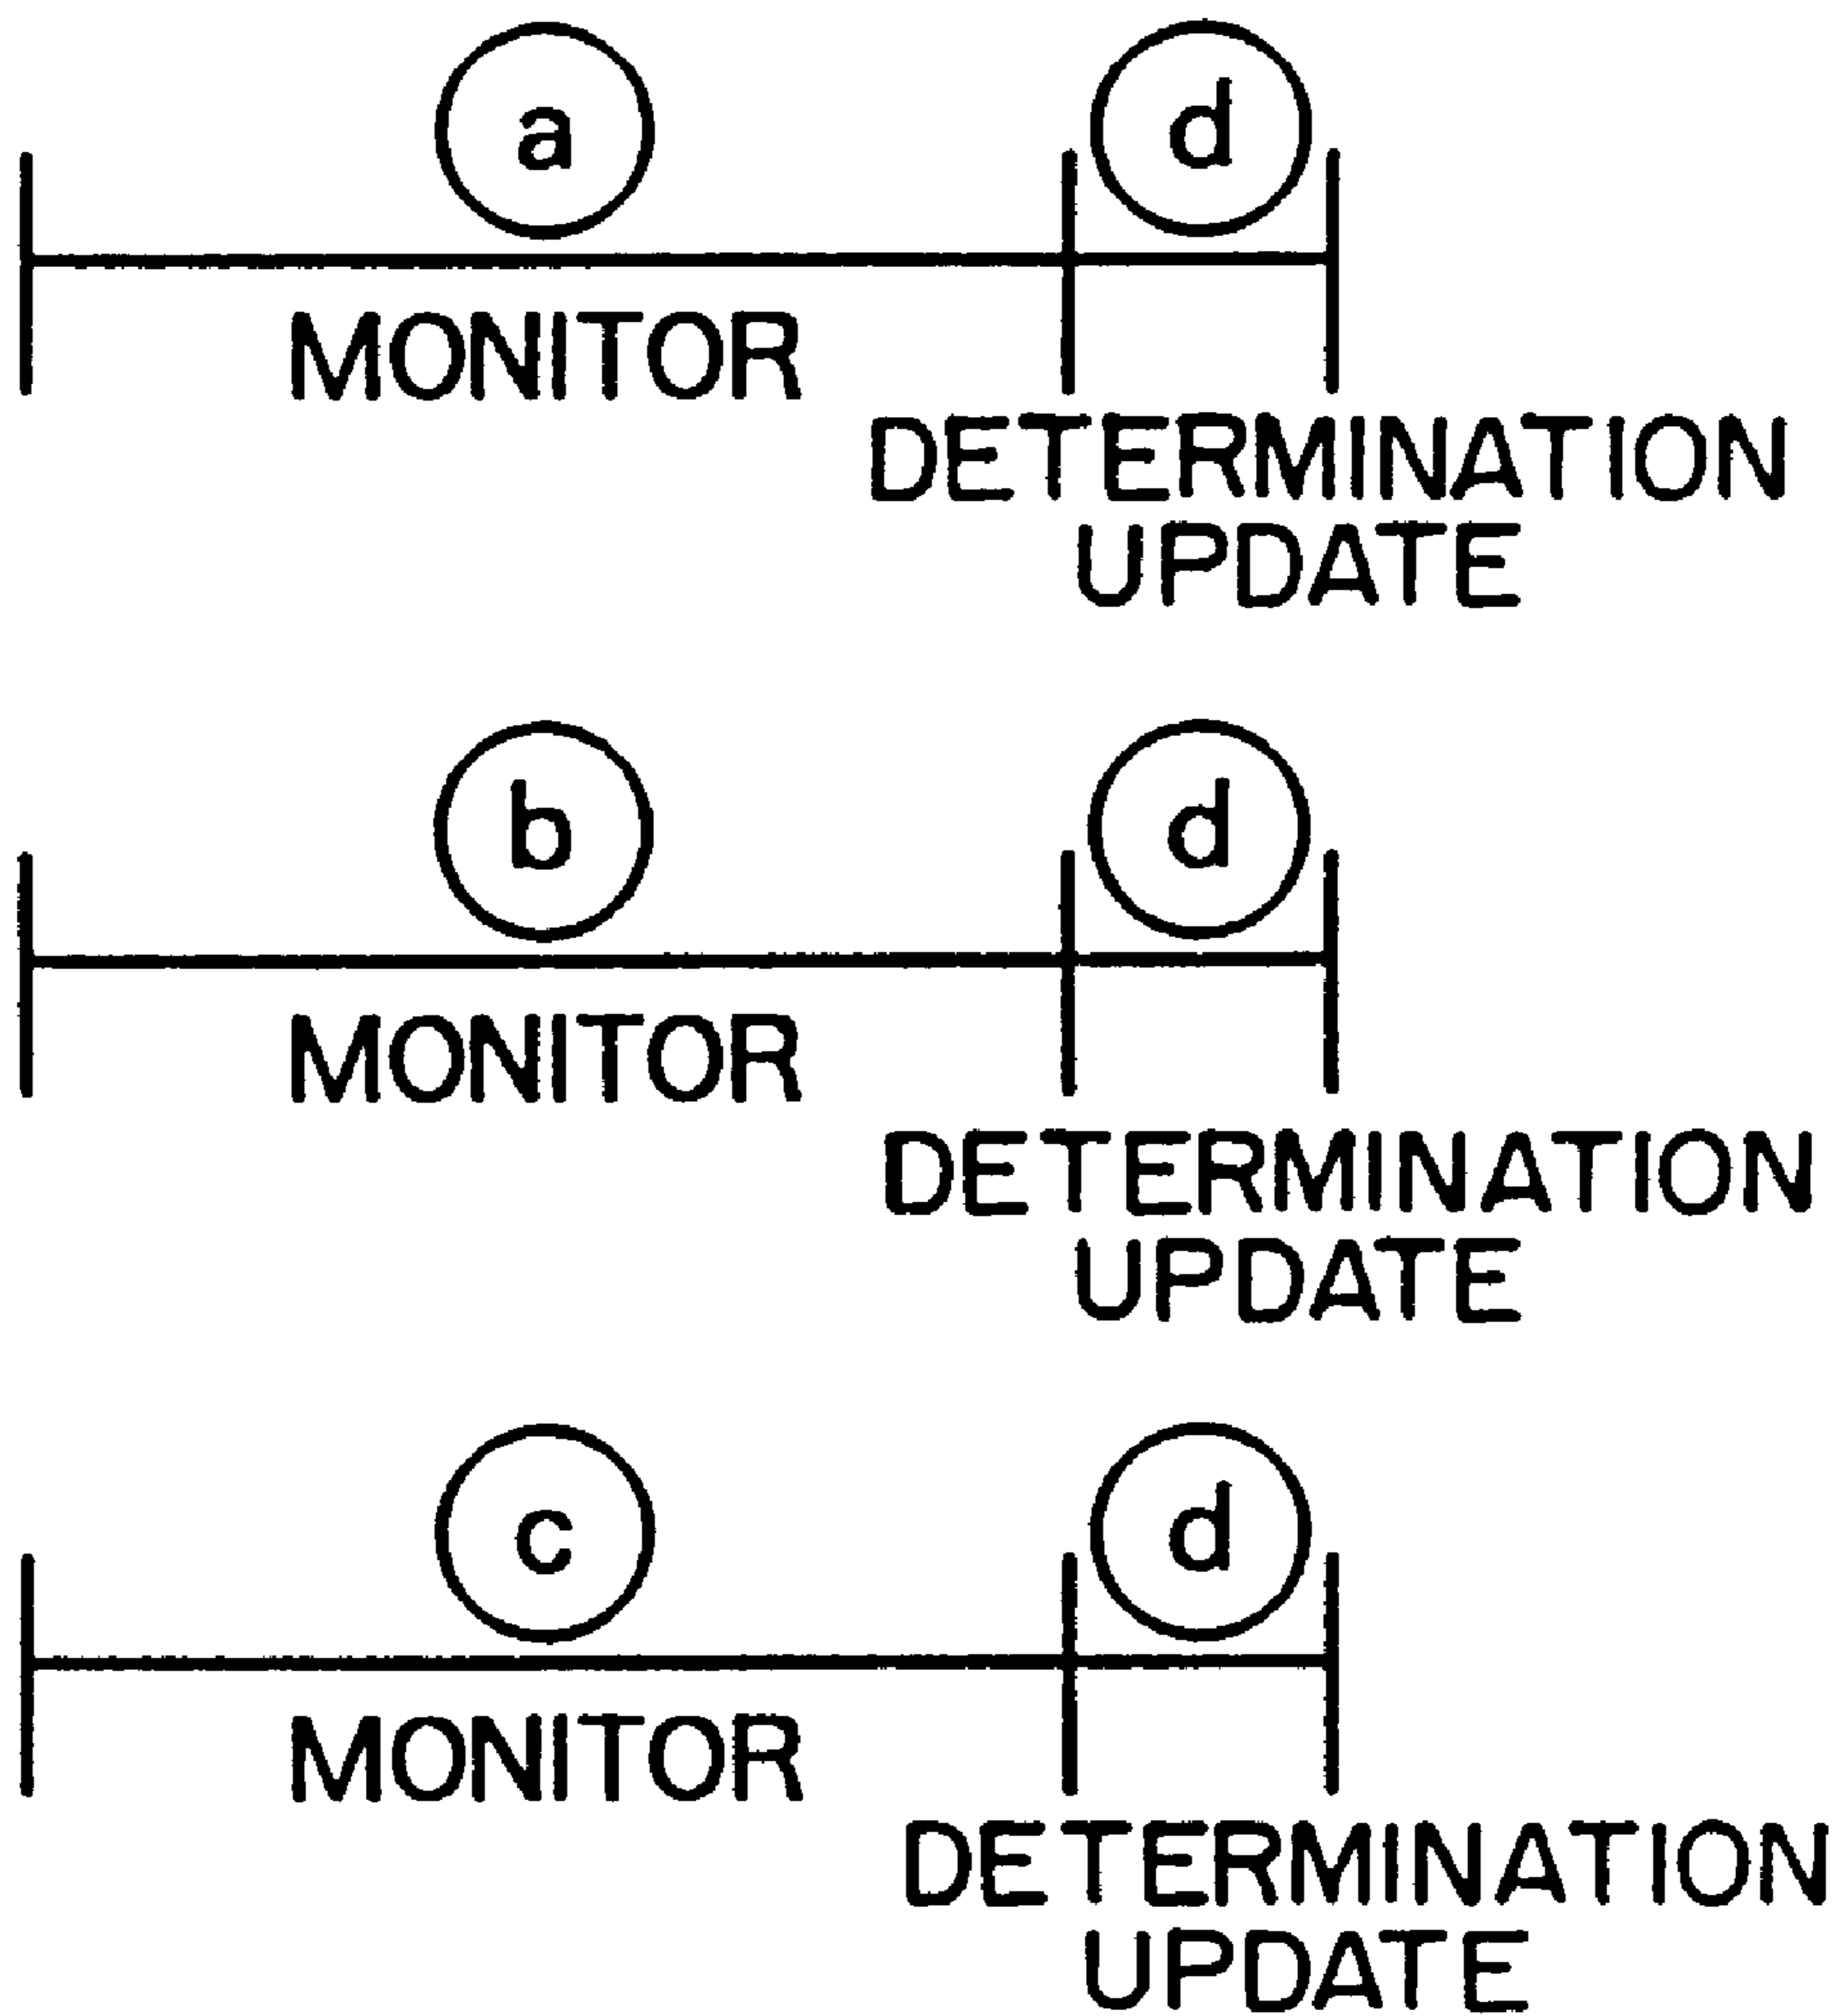 a d
MONITOR
DETERMINATION
UPDATE
b d
MONITOR
DETERMINATION
UPDATE
c d
MONITOR
DETERMINATION
UPDATE